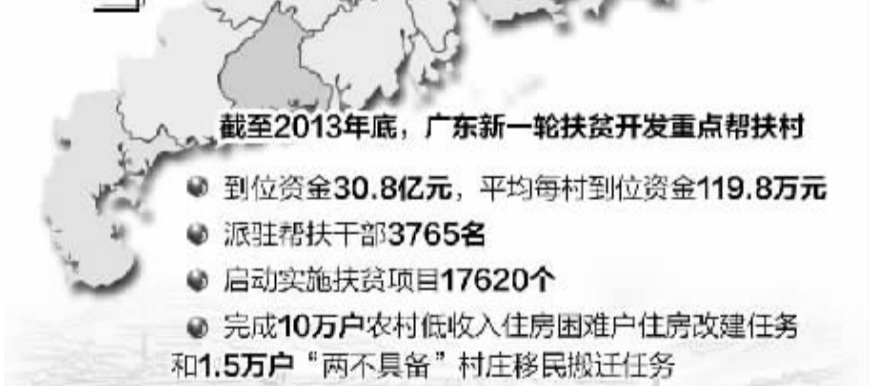 截至2013年底，广东新一轮扶贫开发重点帮扶村
到位资金30.8亿元，平均每村到位资金119.8万元
派驻帮扶干部3765名
启动实施扶贫项目17620个
完成10万户农村低收入住房困难户住房改建任务
和1.5万户“两不具备”村庄移民搬迁任务